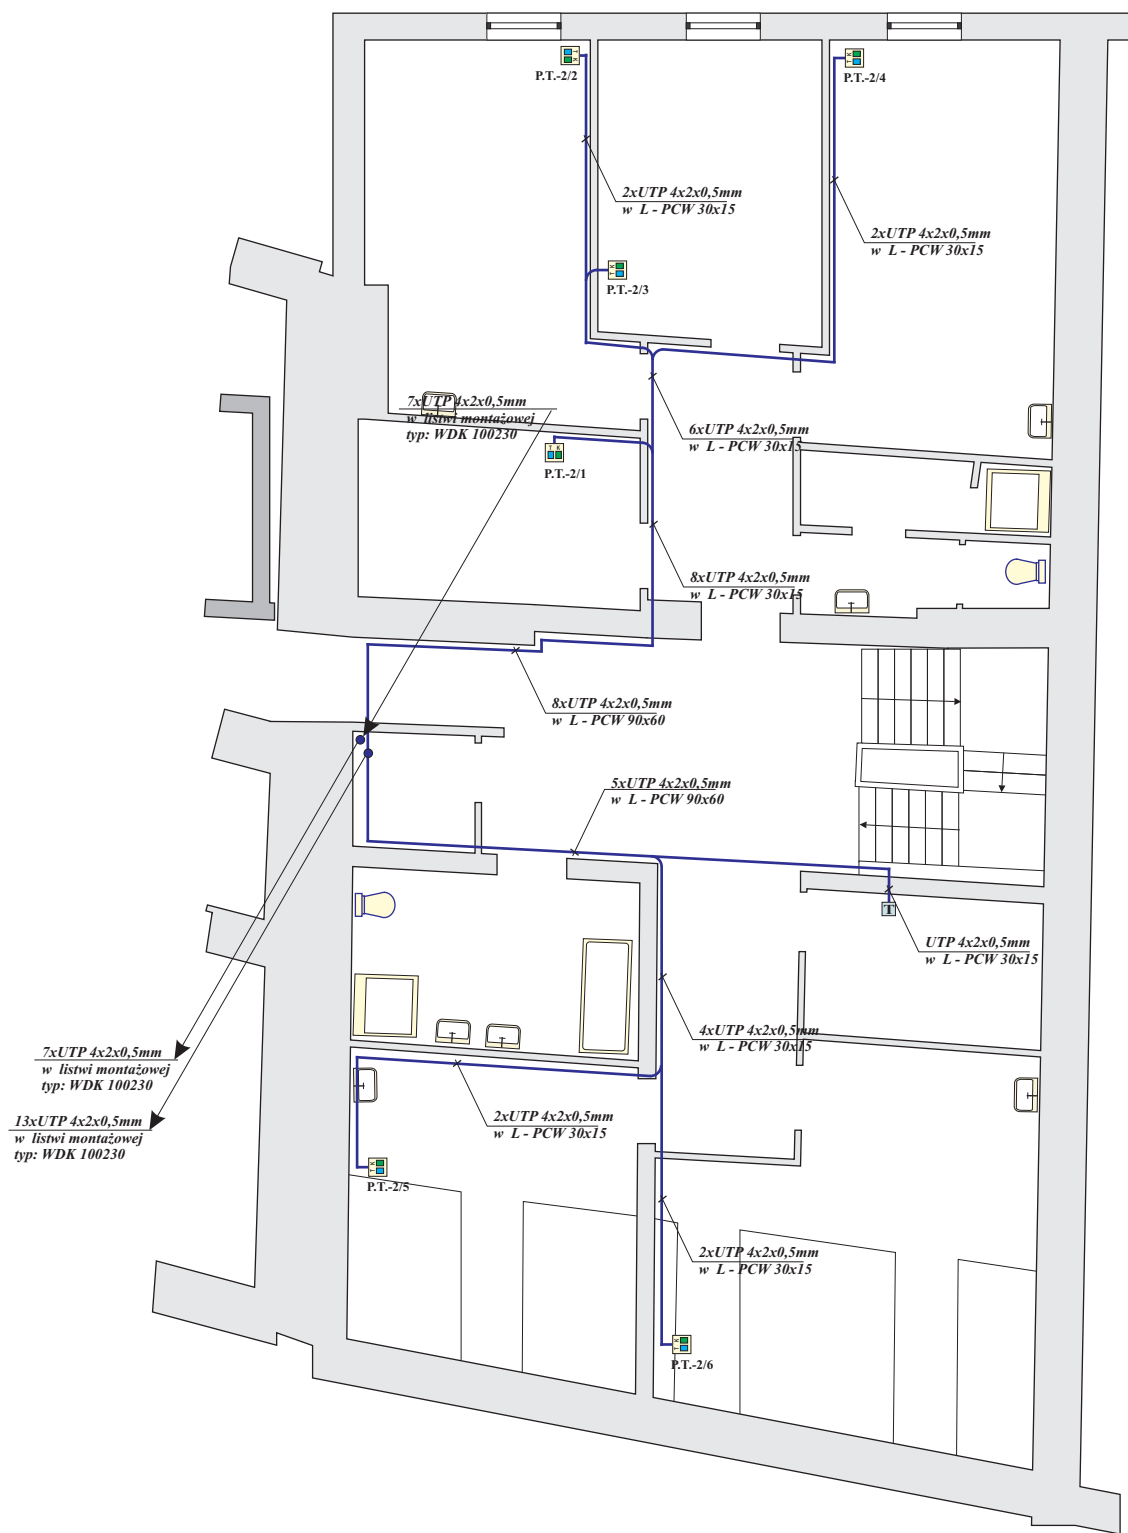 P.T.-2/2
T K
P.T.-2/4
T K
2xUTP 4x2x0,5mm
w L - PCW 30x15
2xUTP 4x2x0,5mm
w L - PCW 30x15
T K
P.T.-2/3
7xUTP 4x2x0,5mm
w listwi montażowej
typ: WDK 100230
6xUTP 4x2x0,5mm
w L - PCW 30x15
T K
P.T.-2/1
8xUTP 4x2x0,5mm
w L - PCW 30x15
8xUTP 4x2x0,5mm
w L - PCW 90x60
5xUTP 4x2x0,5mm
w L - PCW 90x60
T
UTP 4x2x0,5mm
w L - PCW 30x15
4xUTP 4x2x0,5mm
w L - PCW 30x15
7xUTP 4x2x0,5mm
w listwi montażowej
typ: WDK 100230
13xUTP 4x2x0,5mm
w listwi montażowej
typ: WDK 100230
2xUTP 4x2x0,5mm
w L - PCW 30x15
T K
P.T.-2/5
2xUTP 4x2x0,5mm
w L - PCW 30x15
T K
P.T.-2/6